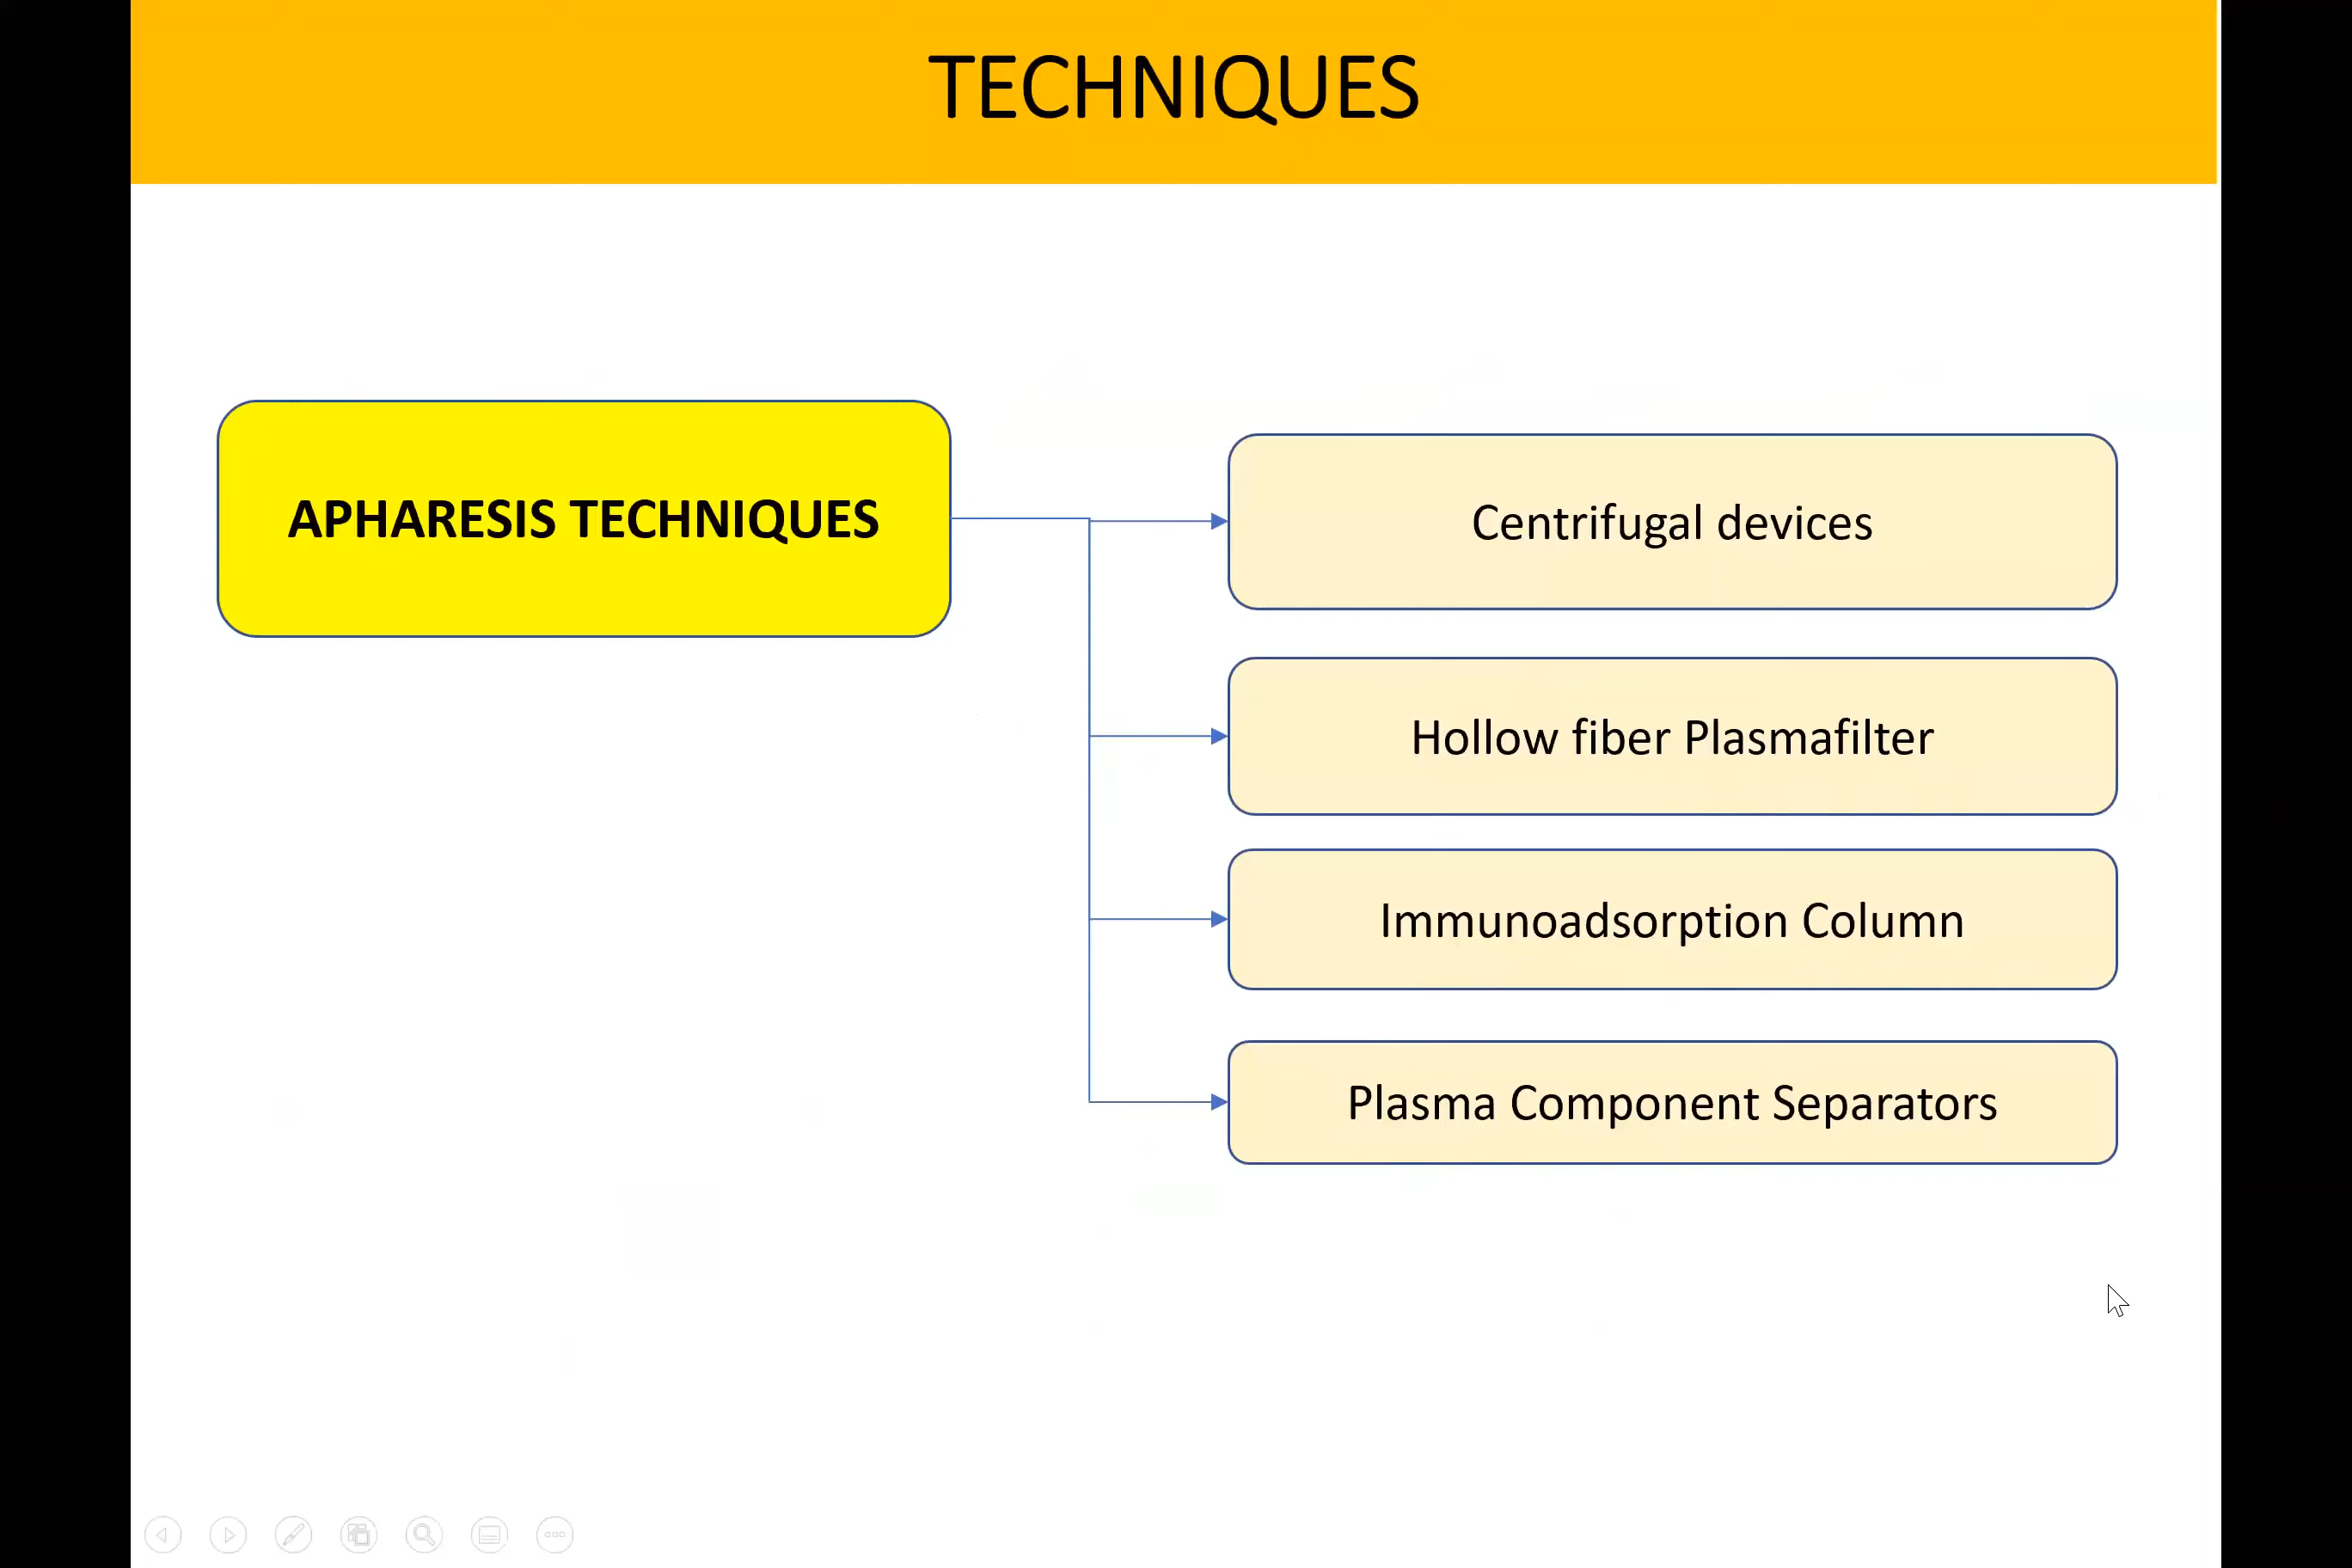 TECHNIQUES
APHARESIS TECHNIQUES
Centrifugal devices
Hollow fiber Plasmafilter
Immunoadsorption Column
Plasma Component Separators